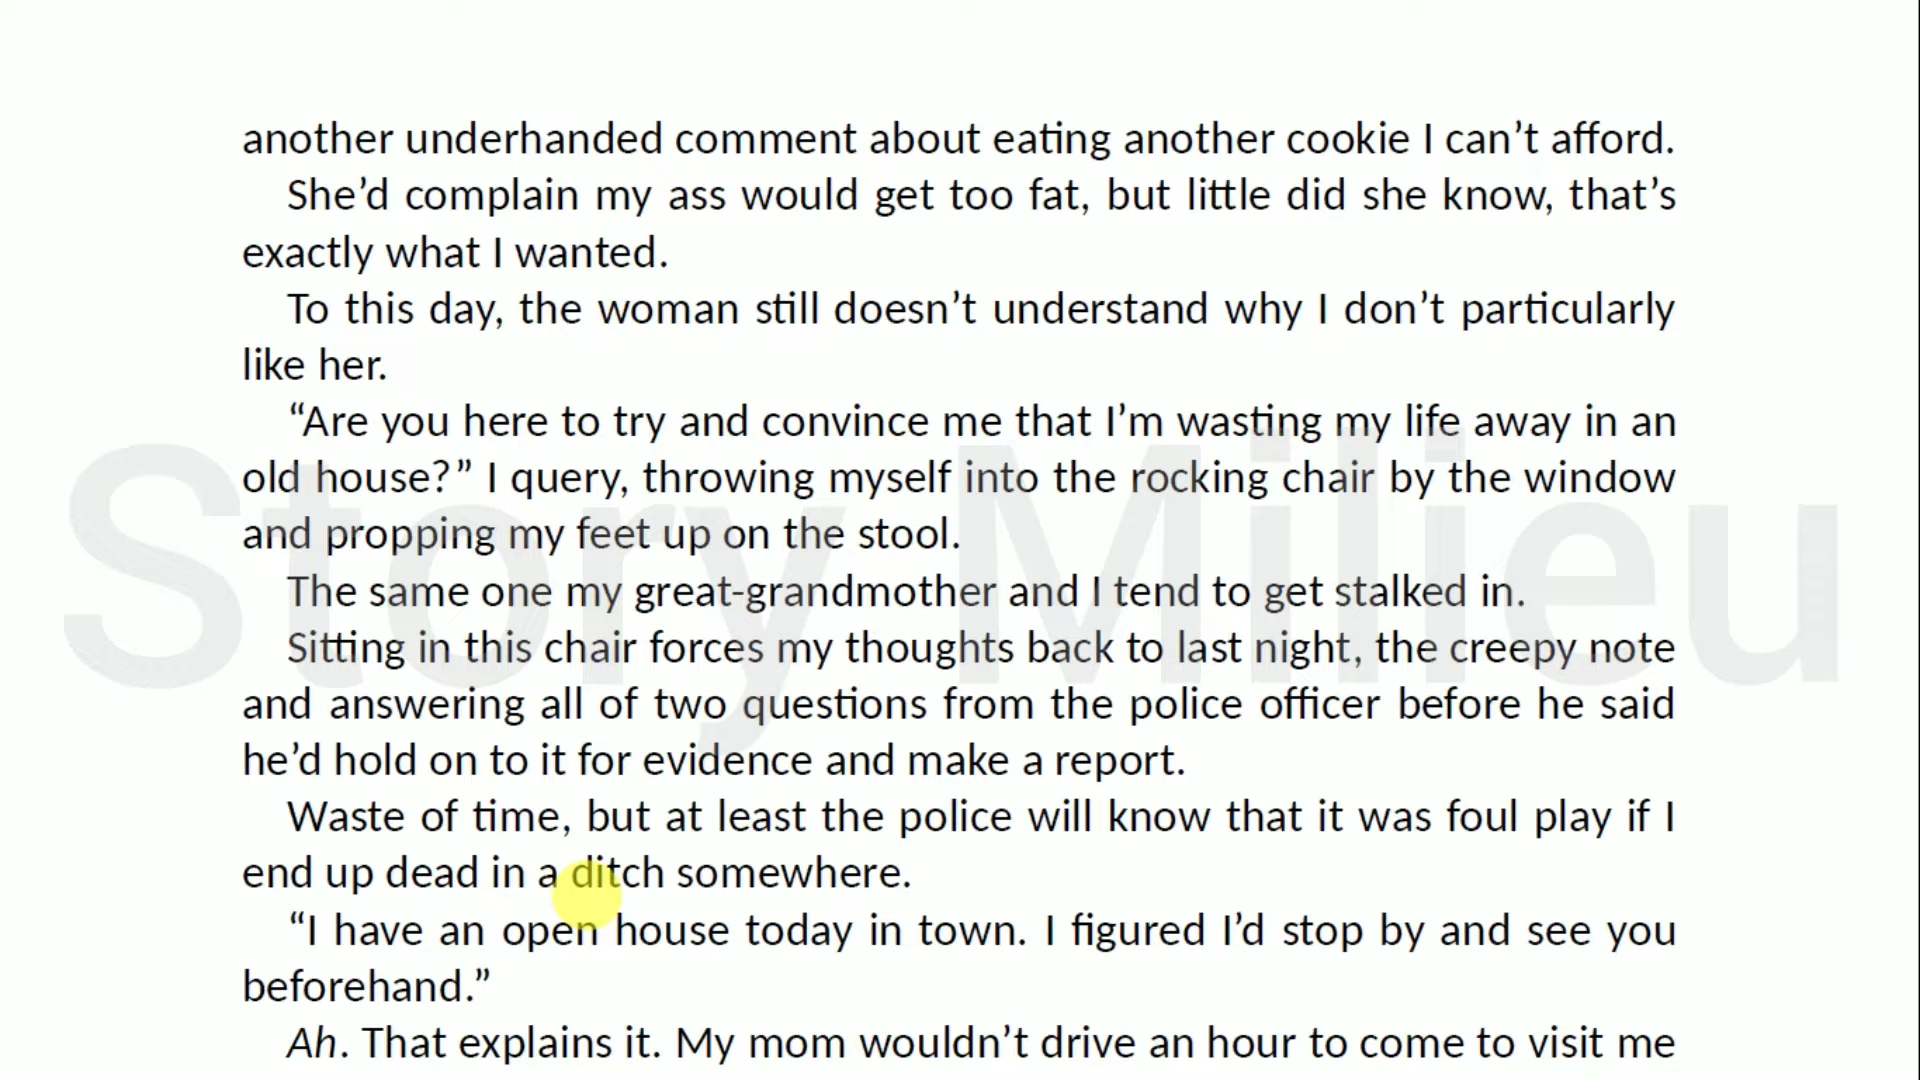 another underhanded comment about eating another cookie I can’t afford.
She’d complain my ass would get too fat, but little did she know, that’s
exactly what I wanted.
To this day, the woman still doesn’t understand why I don’t particularly
like her.
“Are you here to try and convince me that I’m wasting my life away in an
old house?” I query, throwing myself into the rocking chair by the window
and propping my feet up on the stool.
The same one my great-grandmother and I tend to get stalked in.
Sitting in this chair forces my thoughts back to last night, the creepy note
and answering all of two questions from the police officer before he said
he’d hold on to it for evidence and make a report.
Waste of time, but at least the police will know that it was foul play if I
end up dead in a ditch somewhere.
“I have an open house today in town. I figured I’d stop by and see you
beforehand.”
Ah. That explains it. My mom wouldn’t drive an hour to come to visit me
Story Milieu